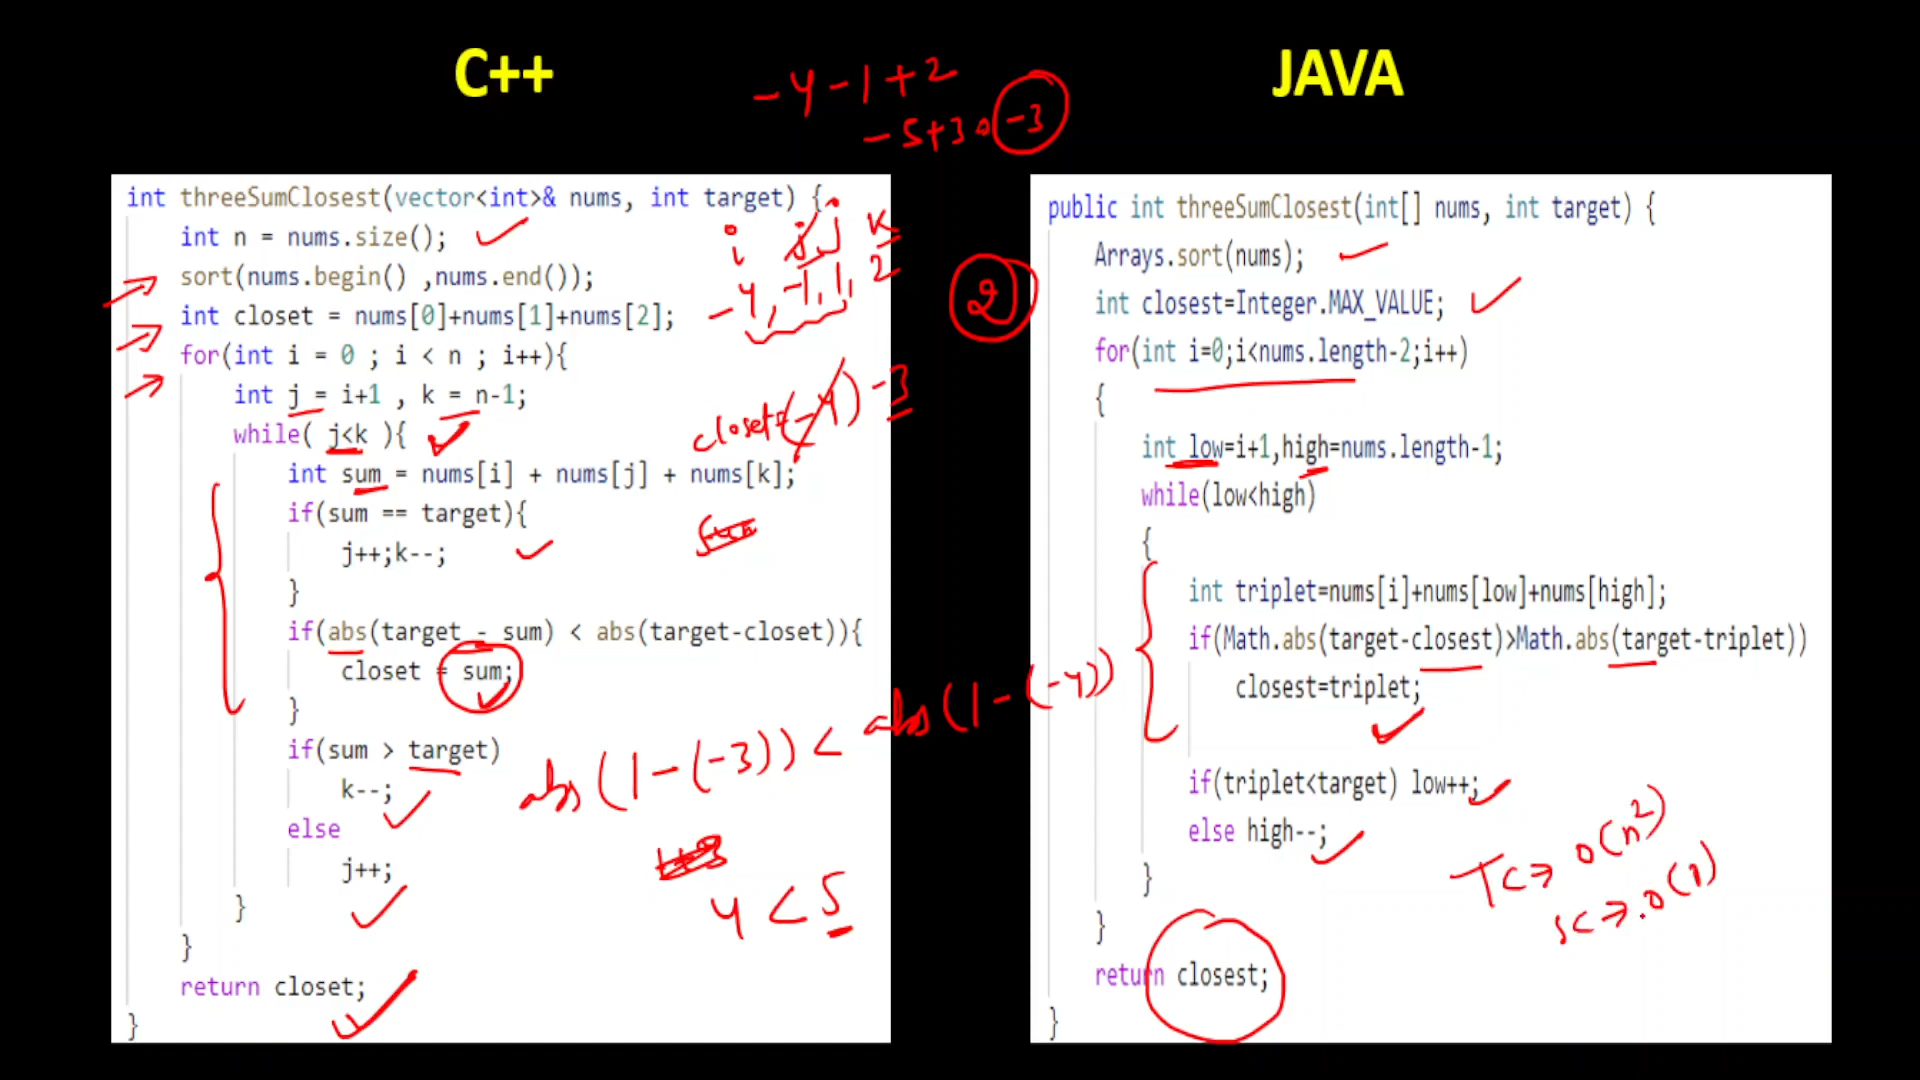 C++
JAVA
-4-1+2
-5+3 (-3)
int threeSumClosest(vector<int>& nums, int target) {
int n = nums.size();
sort(nums.begin() ,nums.end());
int closet = nums[0]+nums[1]+nums[2];
for(int i = 0 ; i < n ; i++){
int j = i+1 , k = n-1;
while( j<k ){
int sum = nums[i] + nums[j] + nums[k];
if(sum == target){
j++;k--;
}
if(abs(target - sum) < abs(target-closet)){
closet = sum;
}
if(sum > target)
k--;
else
j++;
}
}
return closet;
}
i j j k
-4, -1, 1, 2
2
closet = (-4) -3
abs (1-(-3)) < abs (1-(-4))
4 < 5
public int threeSumClosest(int[] nums, int target) {
Arrays.sort(nums);
int closest=Integer.MAX_VALUE;
for(int i=0;i<nums.length-2;i++)
{
int low=i+1,high=nums.length-1;
while(low<high)
{
int triplet=nums[i]+nums[low]+nums[high];
if(Math.abs(target-closest)>Math.abs(target-triplet))
closest=triplet;
if(triplet<target) low++;
else high--;
}
}
return closest;
}
TC → O(n²)
SC → O(1)